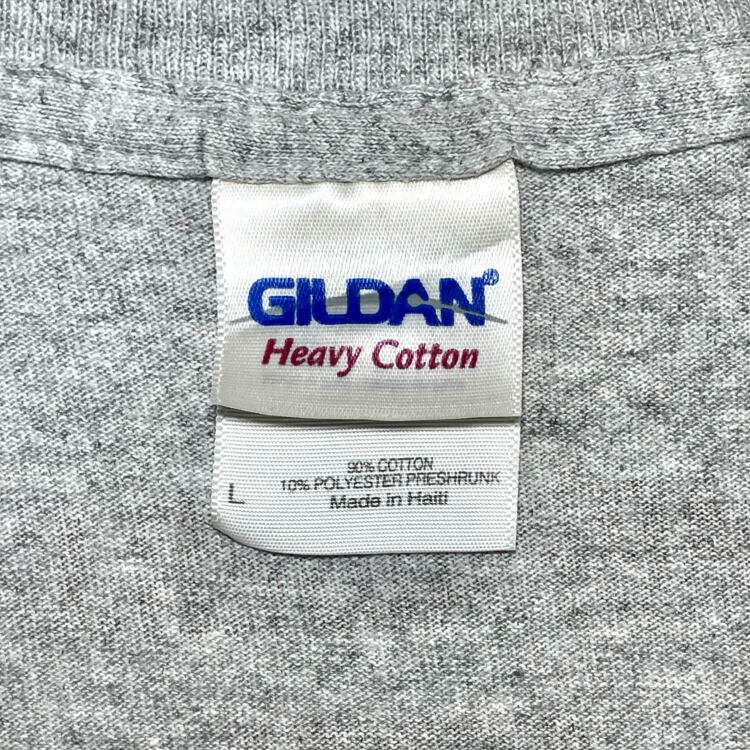 GILDAN®
Heavy Cotton
90% COTTON
10% POLYESTER PRESHRUNK
L
Made in Haiti